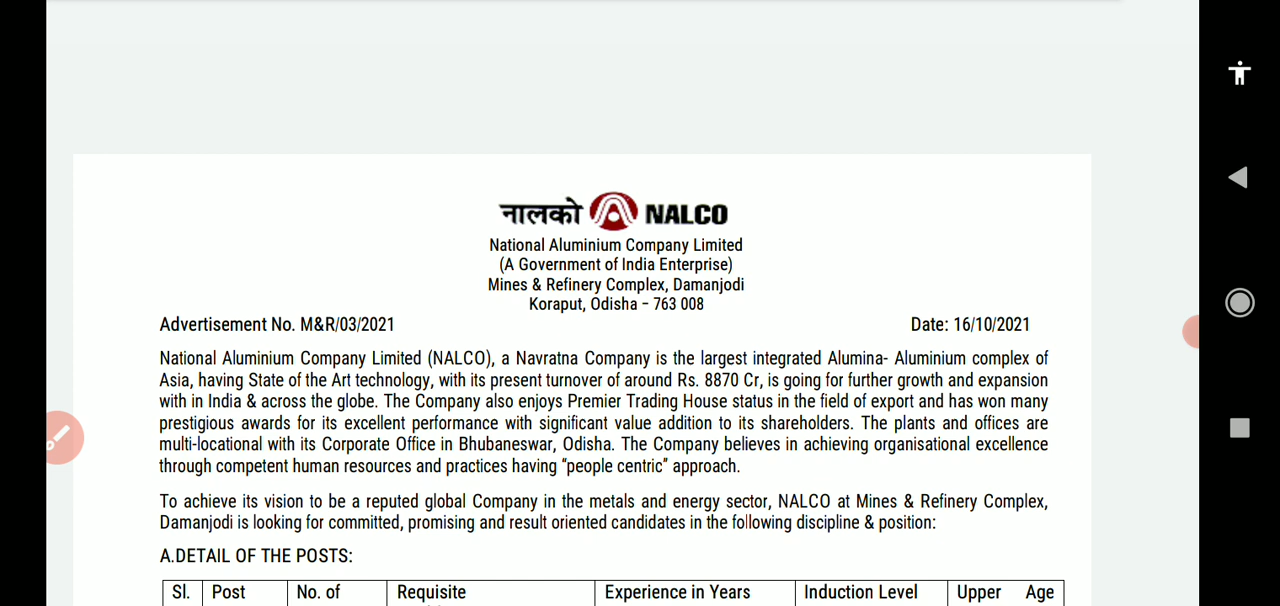 नालको NALCO
National Aluminium Company Limited
(A Government of India Enterprise)
Mines & Refinery Complex, Damanjodi
Koraput, Odisha - 763 008
Advertisement No. M&R/03/2021 Date: 16/10/2021
National Aluminium Company Limited (NALCO), a Navratna Company is the largest integrated Alumina- Aluminium complex of
Asia, having State of the Art technology, with its present turnover of around Rs. 8870 Cr, is going for further growth and expansion
with in India & across the globe. The Company also enjoys Premier Trading House status in the field of export and has won many
prestigious awards for its excellent performance with significant value addition to its shareholders. The plants and offices are
multi-locational with its Corporate Office in Bhubaneswar, Odisha. The Company believes in achieving organisational excellence
through competent human resources and practices having “people centric” approach.
To achieve its vision to be a reputed global Company in the metals and energy sector, NALCO at Mines & Refinery Complex,
Damanjodi is looking for committed, promising and result oriented candidates in the following discipline & position:
A.DETAIL OF THE POSTS:
Sl. Post No. of Requisite Experience in Years Induction Level Upper Age